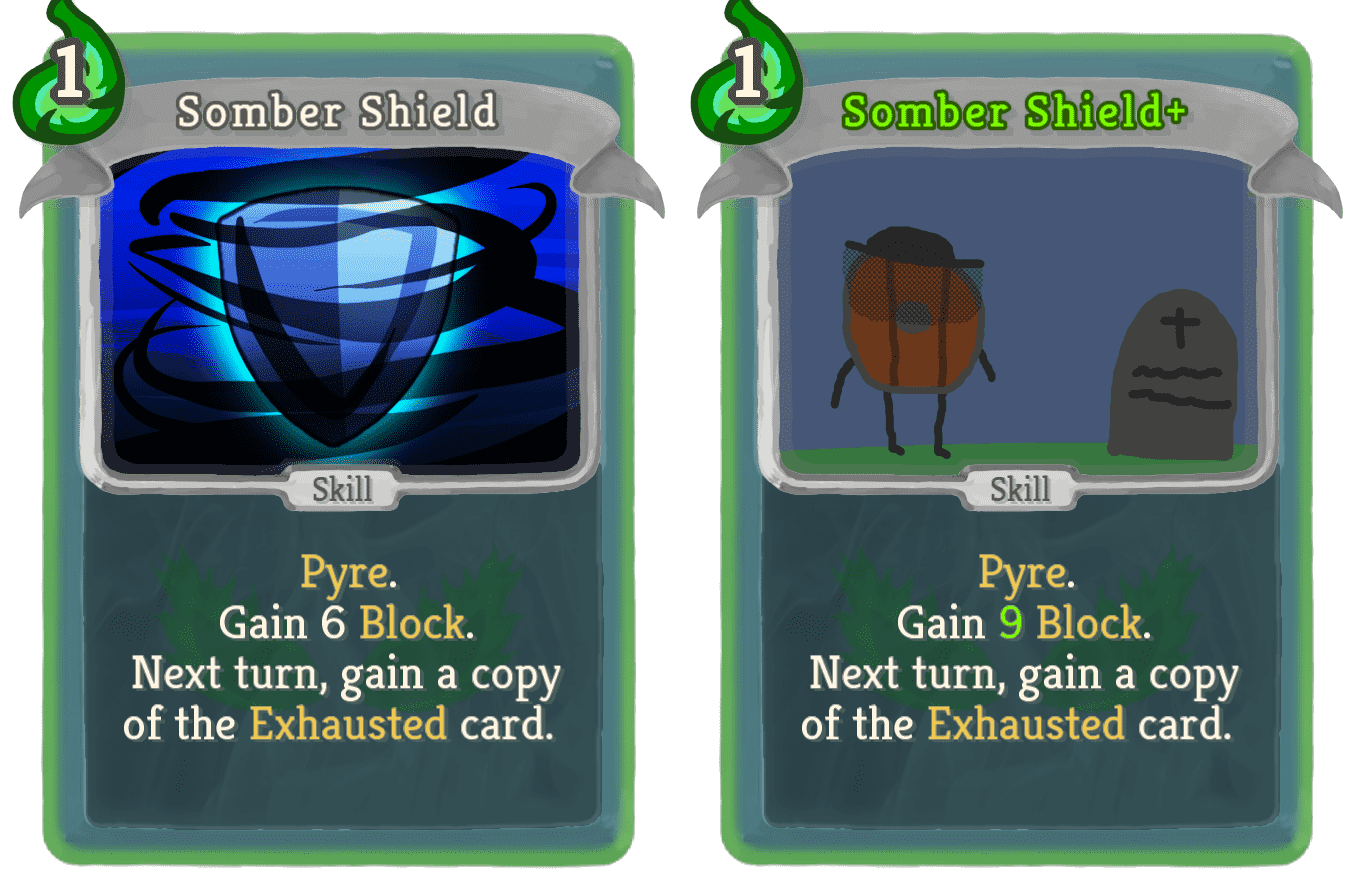 1
Somber Shield
Skill
Pyre.
Gain 6 Block.
Next turn, gain a copy
of the Exhausted card.
1
Somber Shield+
Skill
Pyre.
Gain 9 Block.
Next turn, gain a copy
of the Exhausted card.